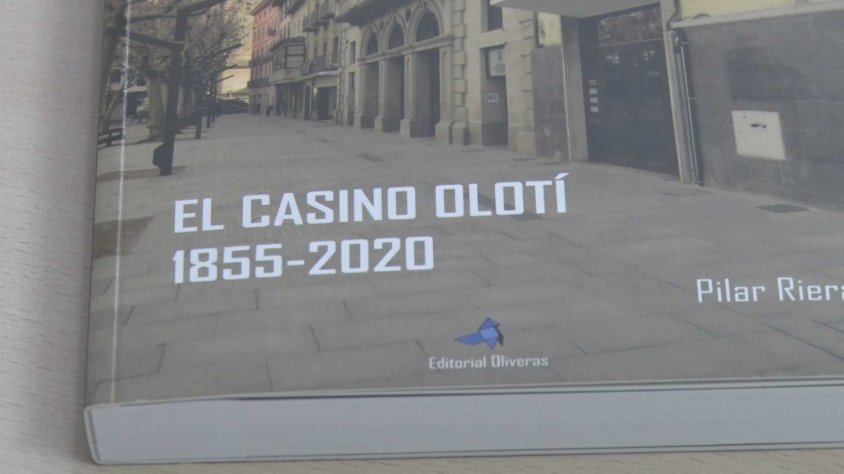 EL CASINO OLOTÍ
1855-2020
Pilar Riera
Editorial Oliveras